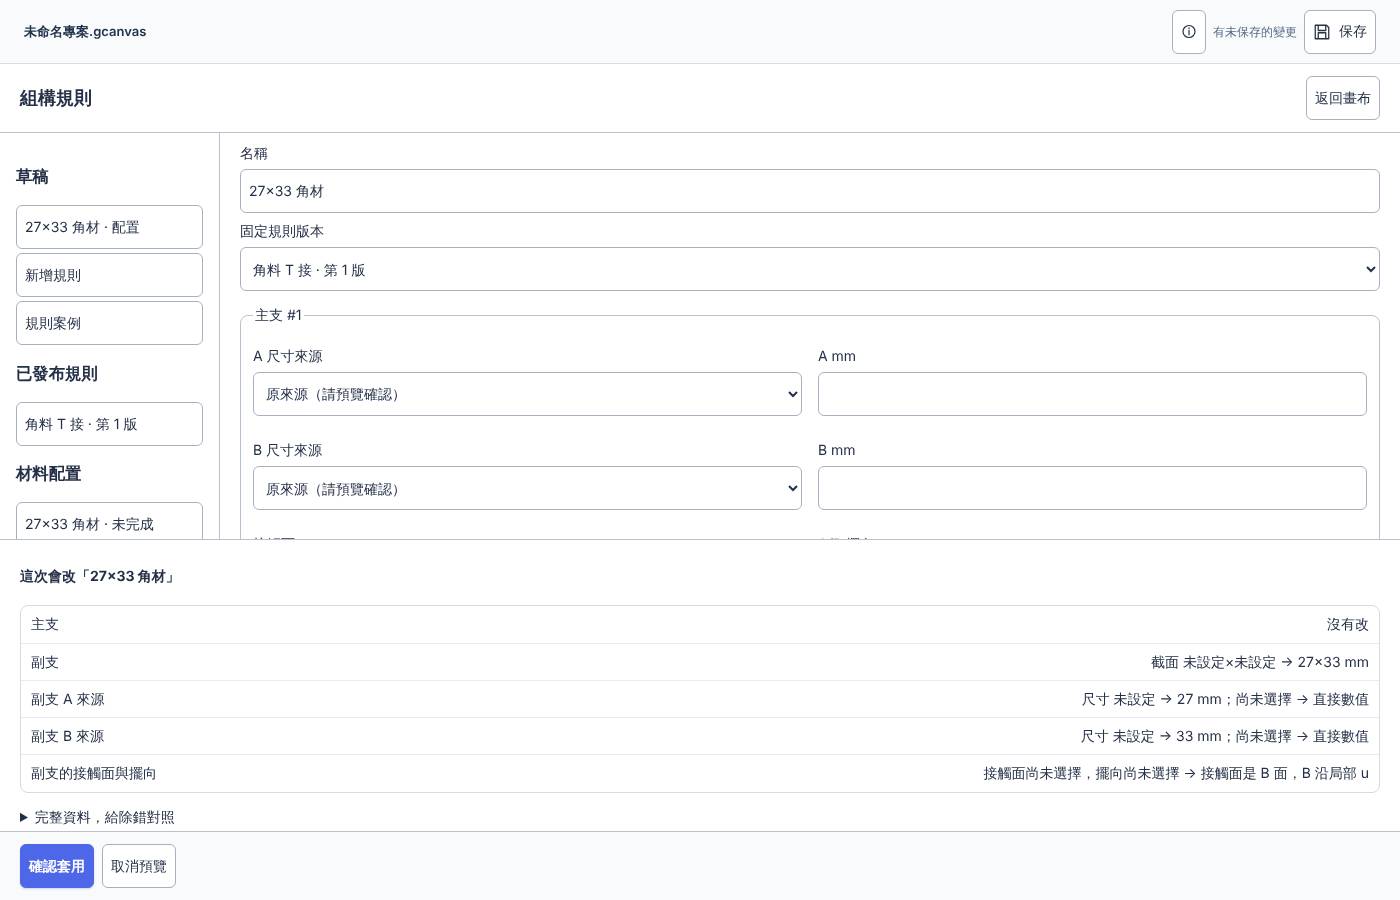 未命名專案.gcanvas
有未保存的變更
保存
組構規則
返回畫布
草稿
27×33 角材 · 配置
新增規則
規則案例
已發布規則
角料 T 接 · 第 1 版
材料配置
27×33 角材 · 未完成
名稱
27×33 角材
固定規則版本
角料 T 接 · 第 1 版
主支 #1
A 尺寸來源
A mm
原來源（請預覽確認）
B 尺寸來源
B mm
原來源（請預覽確認）
這次會改「27×33 角材」
主支
沒有改
副支
截面 未設定×未設定 → 27×33 mm
副支 A 來源
尺寸 未設定 → 27 mm；尚未選擇 → 直接數值
副支 B 來源
尺寸 未設定 → 33 mm；尚未選擇 → 直接數值
副支的接觸面與擺向
接觸面尚未選擇，擺向尚未選擇 → 接觸面是 B 面，B 沿局部 u
完整資料，給除錯對照
確認套用
取消預覽